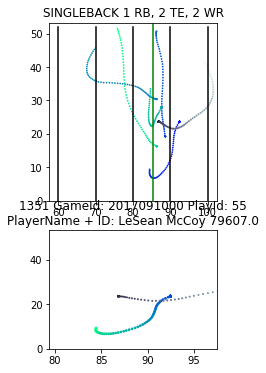 SINGLEBACK 1 RB, 2 TE, 2 WR
50
40
30
20
10
0
60 70 80 90 100
1351 GameId: 2017091000 PlayId: 55
PlayerName + ID: LeSean McCoy 79607.0
40
20
0
80 85 90 95